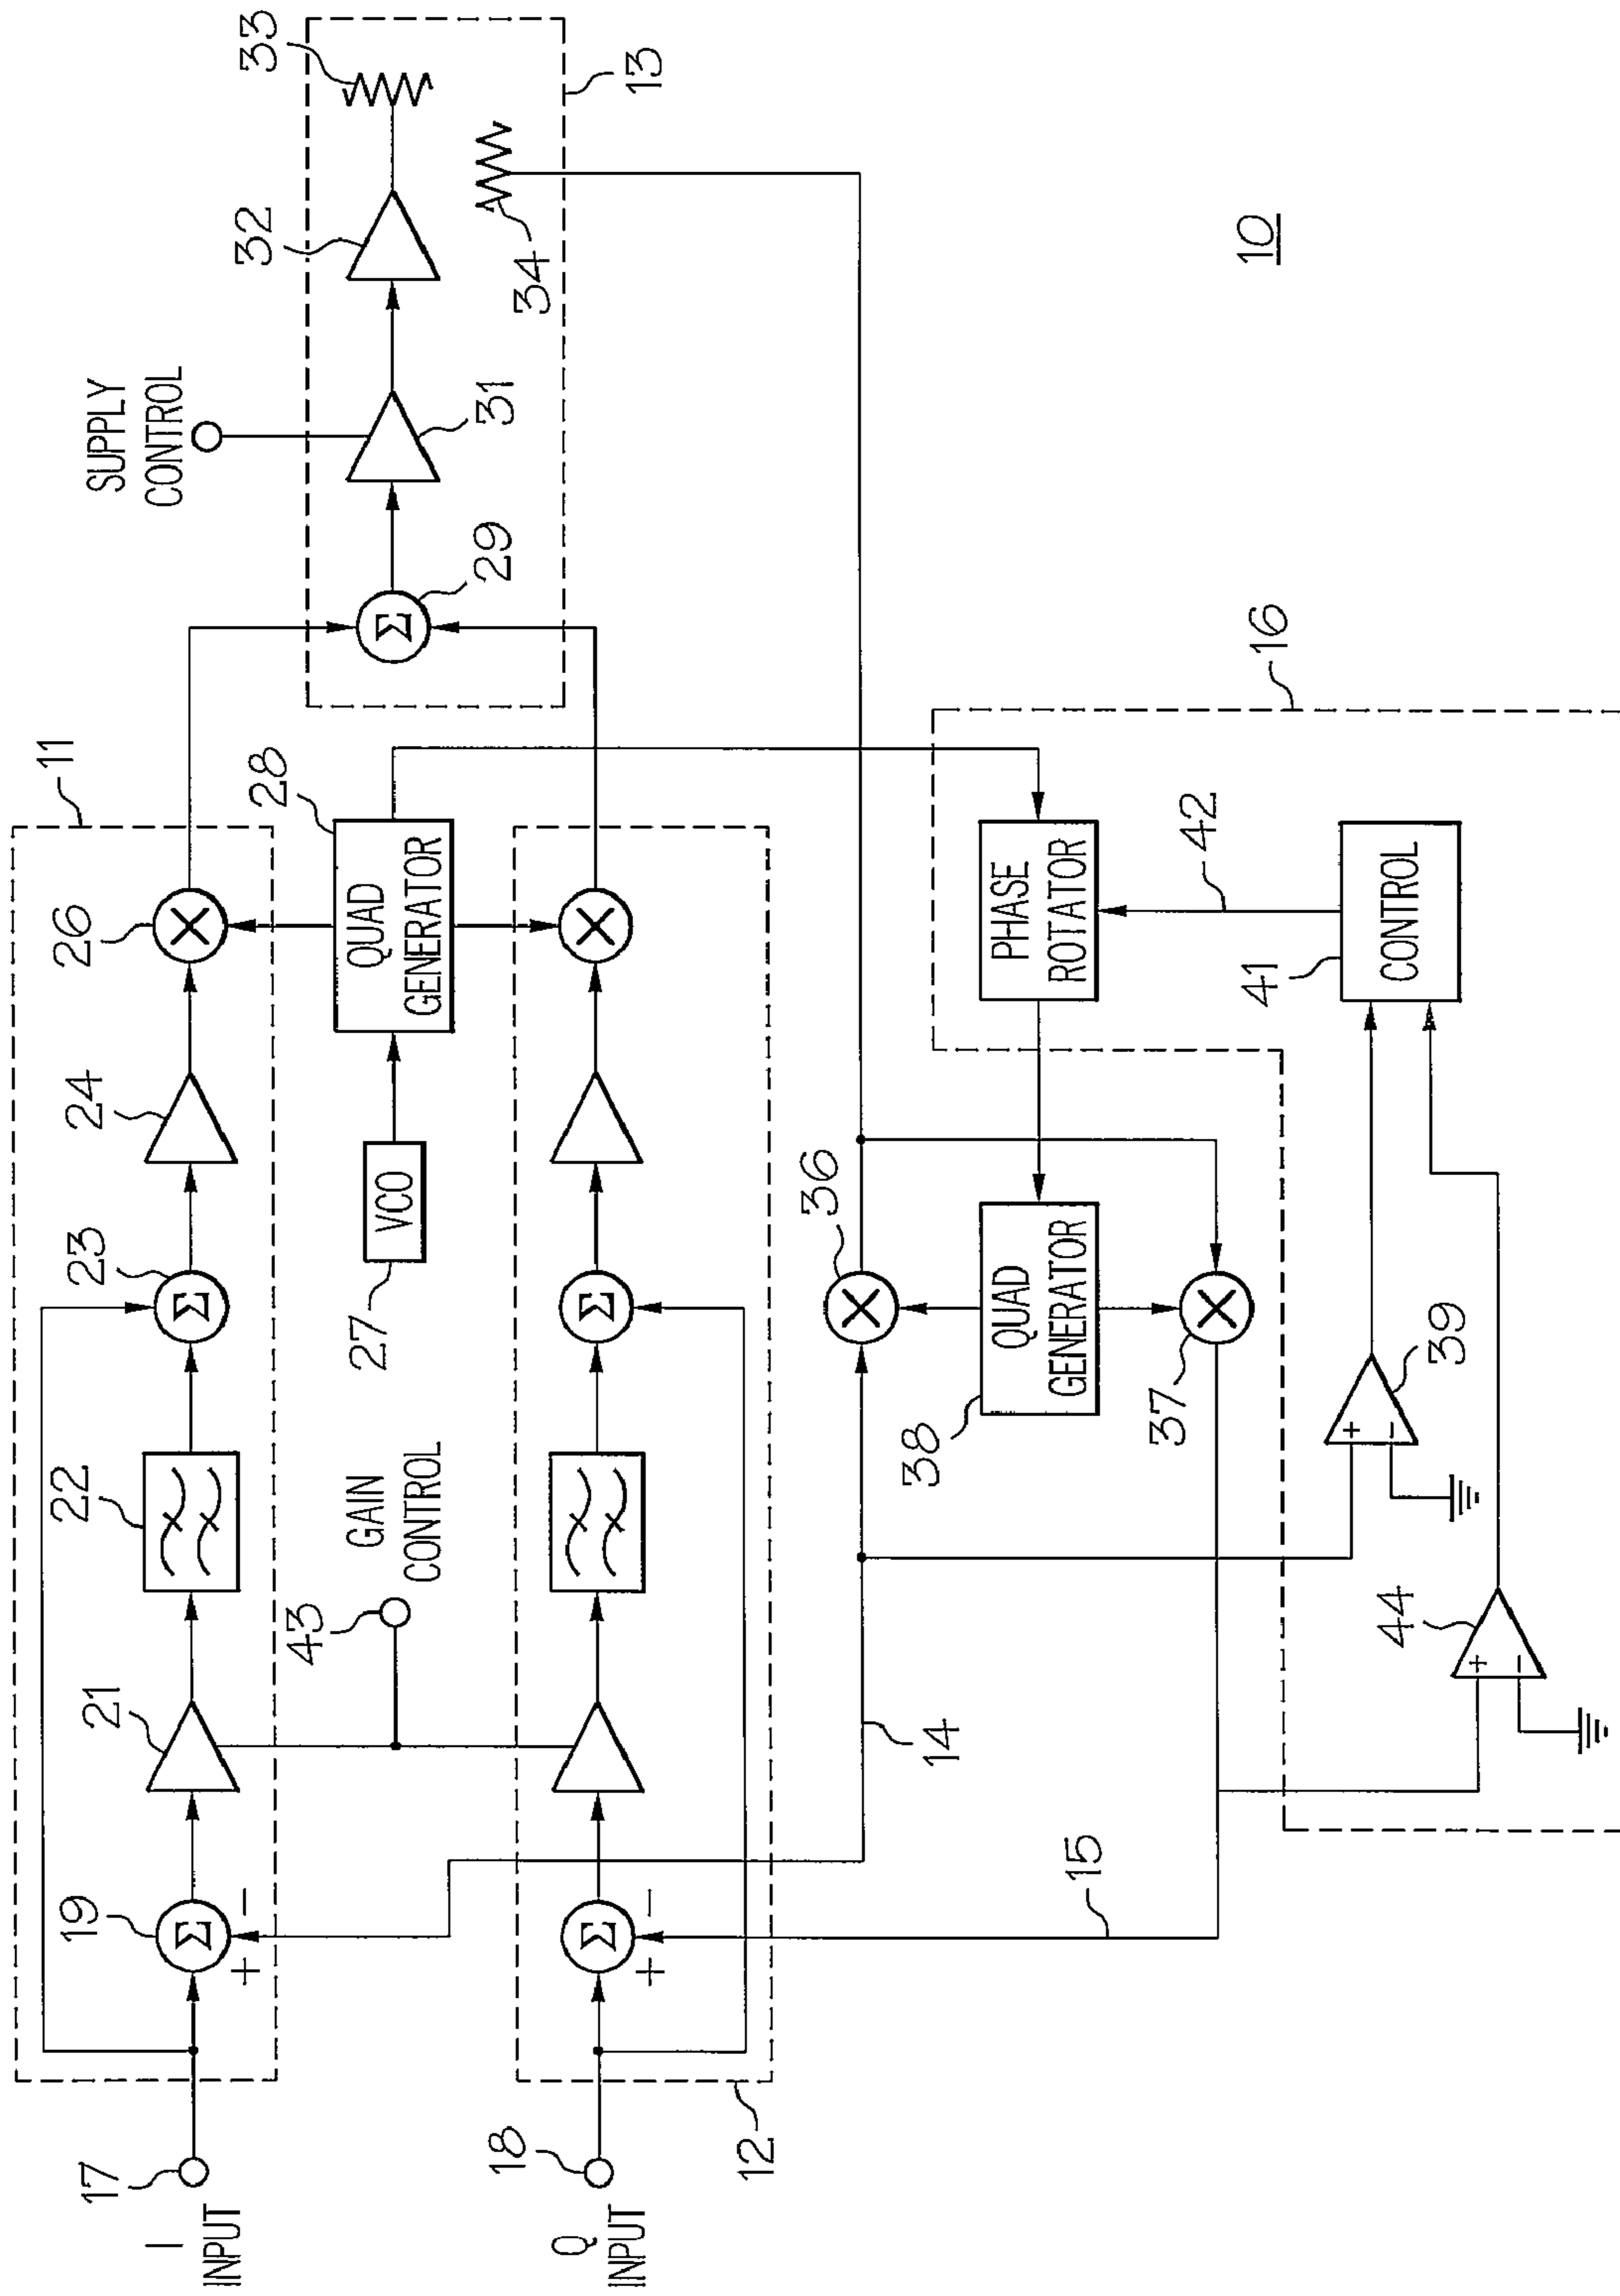 11
26
24
23
22
21
19
17
I
INPUT
28
QUAD
GENERATOR
VCO
27
GAIN
CONTROL
43
18
Q
INPUT
12
+
-
+
-
SUPPLY
CONTROL
33
32
31
Σ
29
34
13
Σ
Σ
Σ
Σ
14
15
36
37
QUAD
GENERATOR
38
PHASE
ROTATOR
16
42
CONTROL
41
39
+
-
44
+
-
10